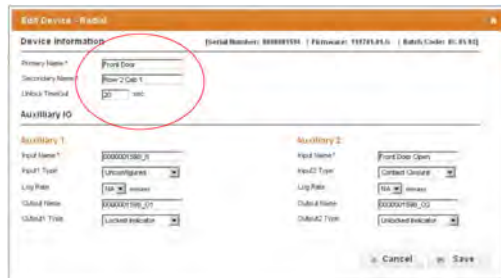 Edit Device - Radial
Device Information [Serial Number: | Firmware: | Batch Code:
Primary Name * Front Door
Secondary Name * Row 2 Cab 1
Unlock TimeOut 20 sec
Auxiliary IO
Auxiliary 1 Auxiliary 2
Input Name * Input Name * Front Door Open
Input1 Type Unconfigured Input2 Type Contact Closure
Log Rate NA Log Rate NA
Output Name Output Name
Output1 Type Locked Indicator Output2 Type Unlocked Indicator
Cancel Save